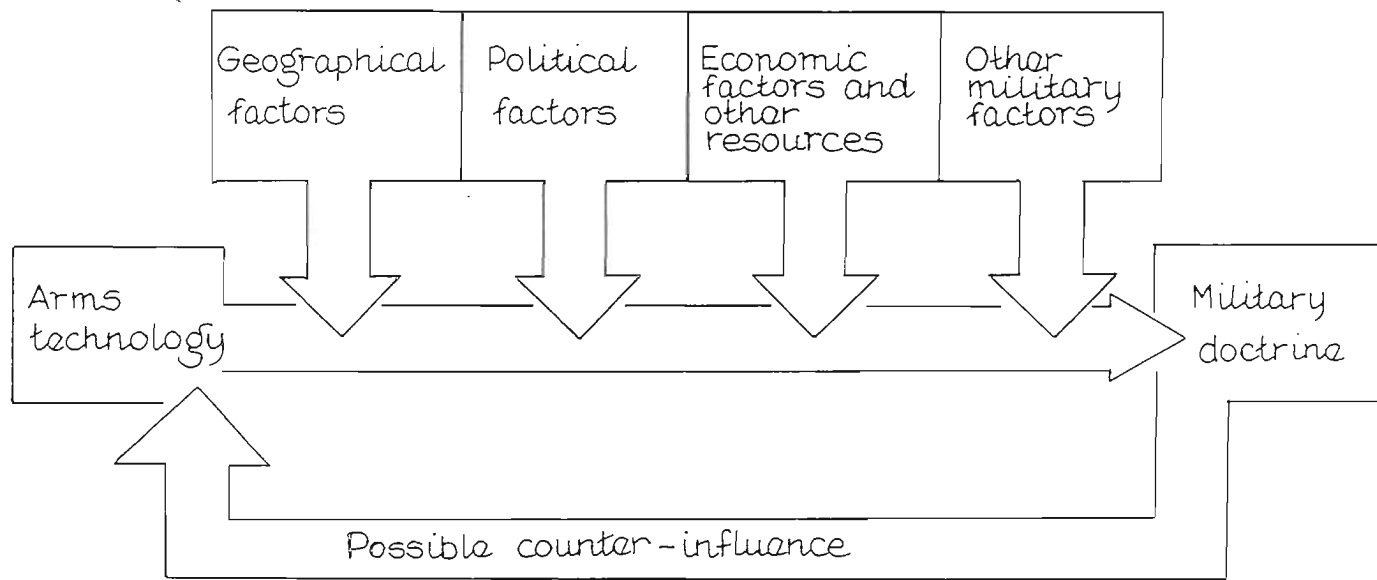 Geographical
factors
Political
factors
Economic
factors and
other
resources
Other
military
factors
Arms
technology
Military
doctrine
Possible counter-influence